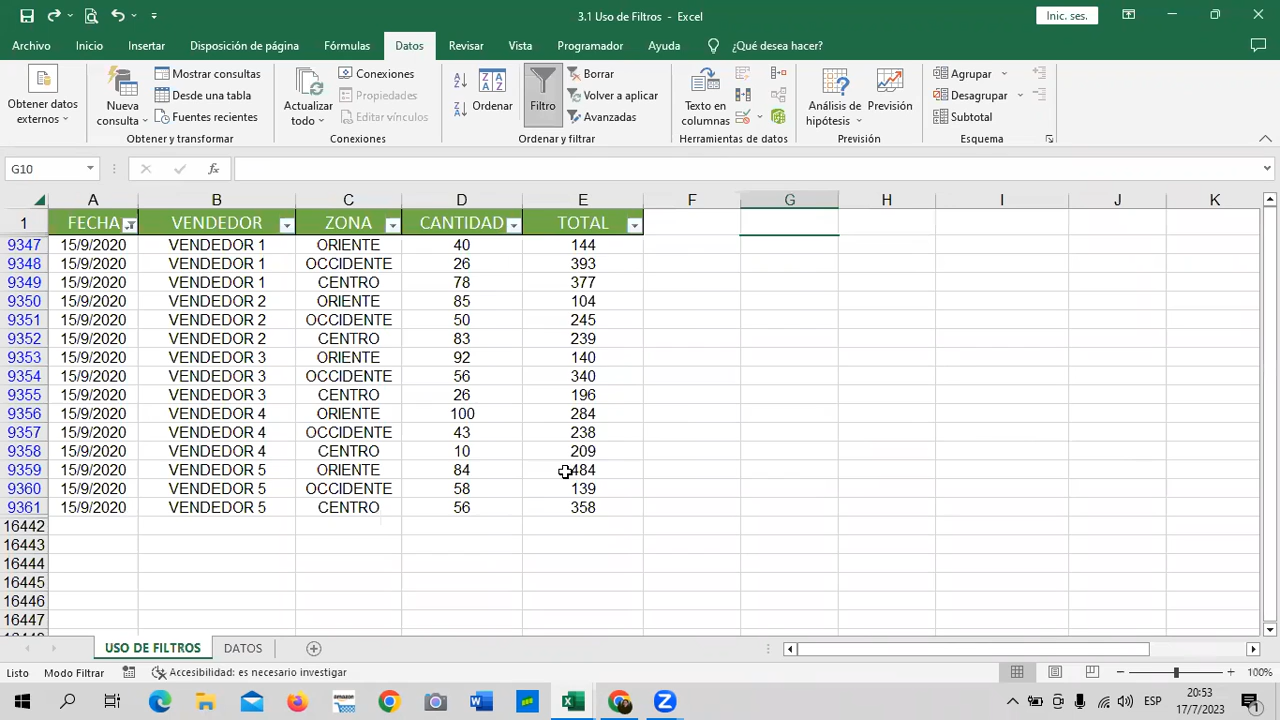 3.1 Uso de Filtros - Excel
Inic. ses.
Archivo Inicio Insertar Disposición de página Fórmulas Datos Revisar Vista Programador Ayuda ¿Qué desea hacer?
Obtener datos externos
Nueva consulta
Mostrar consultas
Desde una tabla
Fuentes recientes
Obtener y transformar
Actualizar todo
Conexiones
Propiedades
Editar vínculos
Conexiones
Ordenar
Filtro
Borrar
Volver a aplicar
Avanzadas
Ordenar y filtrar
Texto en columnas
Herramientas de datos
Análisis de hipótesis
Previsión
Previsión
Agrupar
Desagrupar
Subtotal
Esquema
G10 fx
A B C D E F G H I J K
1 FECHA VENDEDOR ZONA CANTIDAD TOTAL
9347 15/9/2020 VENDEDOR 1 ORIENTE 40 144
9348 15/9/2020 VENDEDOR 1 OCCIDENTE 26 393
9349 15/9/2020 VENDEDOR 1 CENTRO 78 377
9350 15/9/2020 VENDEDOR 2 ORIENTE 85 104
9351 15/9/2020 VENDEDOR 2 OCCIDENTE 50 245
9352 15/9/2020 VENDEDOR 2 CENTRO 83 239
9353 15/9/2020 VENDEDOR 3 ORIENTE 92 140
9354 15/9/2020 VENDEDOR 3 OCCIDENTE 56 340
9355 15/9/2020 VENDEDOR 3 CENTRO 26 196
9356 15/9/2020 VENDEDOR 4 ORIENTE 100 284
9357 15/9/2020 VENDEDOR 4 OCCIDENTE 43 238
9358 15/9/2020 VENDEDOR 4 CENTRO 10 209
9359 15/9/2020 VENDEDOR 5 ORIENTE 84 484
9360 15/9/2020 VENDEDOR 5 OCCIDENTE 58 139
9361 15/9/2020 VENDEDOR 5 CENTRO 56 358
16442
16443
16444
16445
16446
16447
USO DE FILTROS DATOS
Listo Modo Filtrar Accesibilidad: es necesario investigar 100%
ESP 20:53
17/7/2023